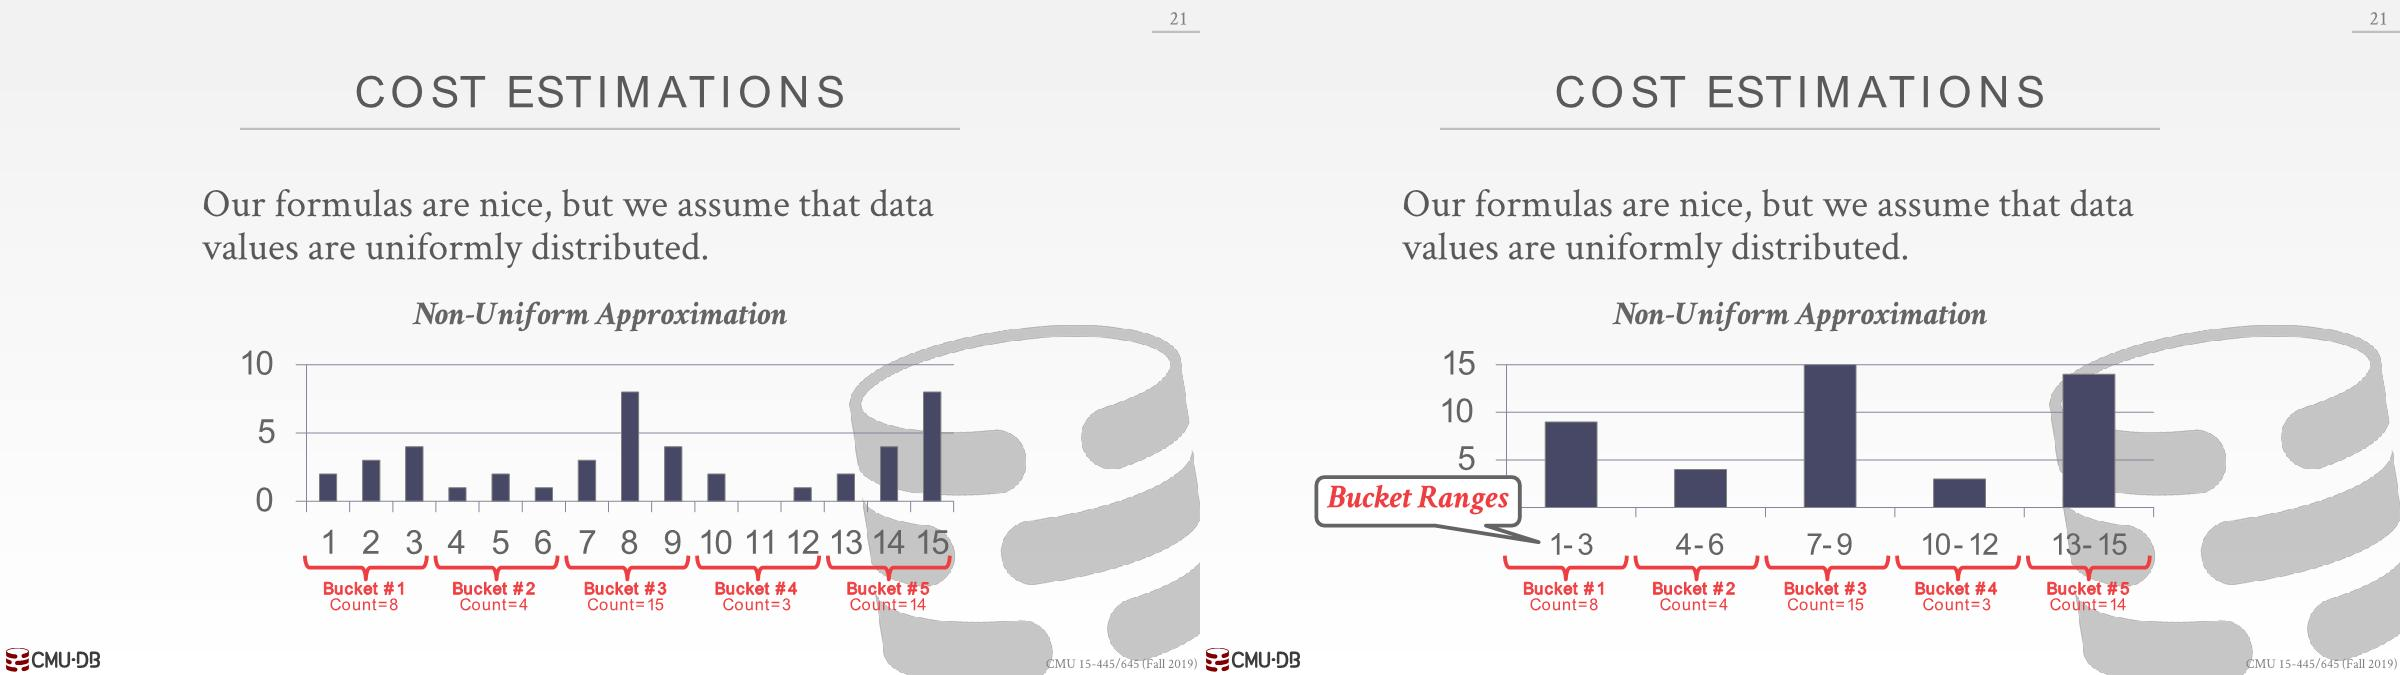 21
COST ESTIMATIONS
Our formulas are nice, but we assume that data
values are uniformly distributed.
Non-Uniform Approximation
10
5
0
1 2 3 4 5 6 7 8 9 10 11 12 13 14 15
Bucket #1 Bucket #2 Bucket #3 Bucket #4 Bucket #5
Count=8 Count=4 Count=15 Count=3 Count=14
CMU·DB
CMU 15-445/645 (Fall 2019)
21
COST ESTIMATIONS
Our formulas are nice, but we assume that data
values are uniformly distributed.
Non-Uniform Approximation
15
10
5
Bucket Ranges
1-3 4-6 7-9 10-12 13-15
Bucket #1 Bucket #2 Bucket #3 Bucket #4 Bucket #5
Count=8 Count=4 Count=15 Count=3 Count=14
CMU·DB
CMU 15-445/645 (Fall 2019)